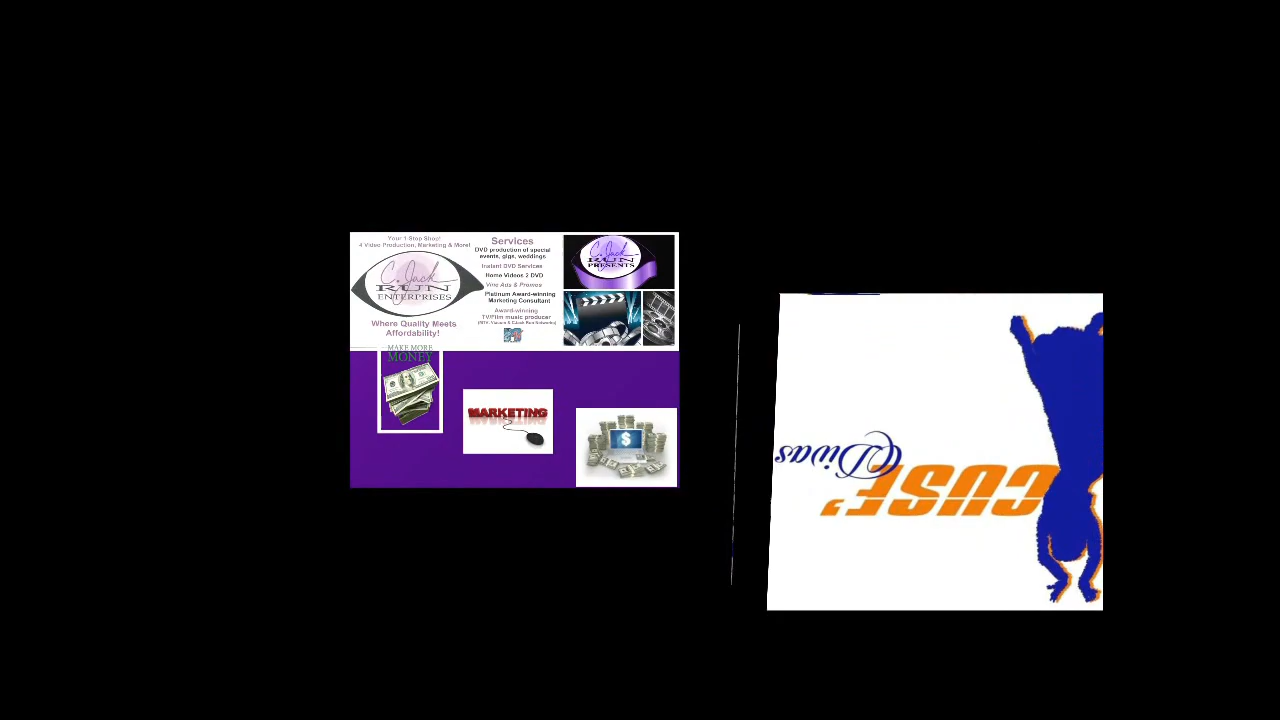 Your 1 Stop Shop!
4 Video Production, Marketing & More!
C. Jack
RUN
ENTERPRISES
Where Quality Meets
Affordability!
Services
DVD production of special
events, gigs, weddings
Instant DVD Services
Home Videos 2 DVD
Vine Ads & Promos
Platinum Award-winning
Marketing Consultant
Award-winning
TV/Film music producer
C. Jack
RUN
PRESENTS
MAKE MORE
MONEY
MARKETING
$
'CUSE
Divas